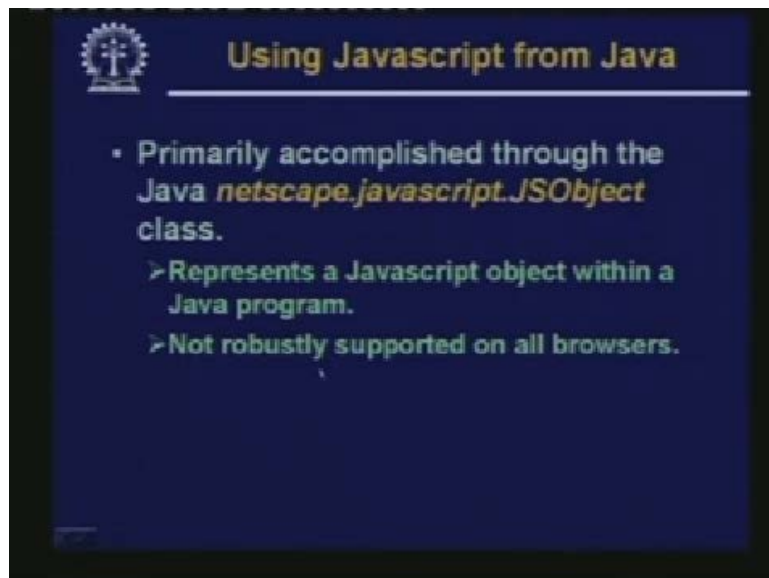 Using Javascript from Java
• Primarily accomplished through the
Java netscape.javascript.JSObject
class.
➢Represents a Javascript object within a
Java program.
➢Not robustly supported on all browsers.